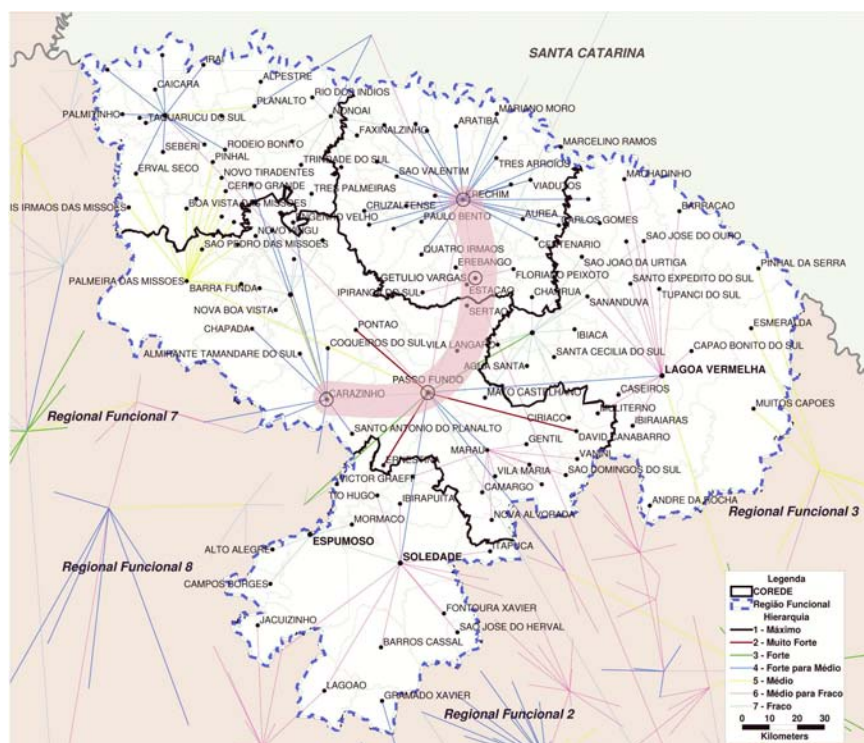 SANTA CATARINA
IRAI
CAICARA
ALPESTRE
RIO DOS INDIOS
PLANALTO
PALMITINHO
TAQUARUCU DO SUL
NONOAI
MARIANO MORO
FAXINALZINHO
ARATIBA
SEBERI
RODEIO BONITO
PINHAL
TRINDADE DO SUL
MARCELINO RAMOS
ERVAL SECO
NOVO TIRADENTES
SAO VALENTIM
TRES ARROIOS
MACHADINHO
CERRO GRANDE
TRES PALMEIRAS
VIADUTOS
IS IRMAOS DAS MISSOES
BOA VISTA DAS MISSOES
CRUZALTENSE
ERECHIM
BARRACAO
ENGENHO VELHO
PAULO BENTO
AUREA
CARLOS GOMES
SAO PEDRO DAS MISSOES
CENTENARIO
SAO JOSE DO OURO
QUATRO IRMAOS
EREBANGO
SAO JOAO DA URTIGA
PINHAL DA SERRA
PALMEIRA DAS MISSOES
BARRA FUNDA
GETULIO VARGAS
FLORIANO PEIXOTO
SANTO EXPEDITO DO SUL
IPIRANGA DO SUL
ESTACAO
CHARRUA
SANANDUVA
TUPANCI DO SUL
NOVA BOA VISTA
SERTAO
ESMERALDA
CHAPADA
PONTAO
IBIACA
COQUEIROS DO SUL
VILA LANGARO
CAPAO BONITO DO SUL
ALMIRANTE TAMANDARE DO SUL
AGUA SANTA
SANTA CECILIA DO SUL
PASSO FUNDO
LAGOA VERMELHA
CARAZINHO
MATO CASTELHANO
CASEIROS
MULITERNO
MUITOS CAPOES
Regional Funcional 7
CIRIACO
IBIRAIARAS
SANTO ANTONIO DO PLANALTO
DAVID CANABARRO
GENTIL
MARAU
VANINI
ERNESTINA
VILA MARIA
SAO DOMINGOS DO SUL
VICTOR GRAEFF
CAMARGO
TIO HUGO
IBIRAPUITA
ANDRE DA ROCHA
Regional Funcional 3
MORMACO
NOVA ALVORADA
ESPUMOSO
ALTO ALEGRE
ITAPUCA
SOLEDADE
Regional Funcional 8
CAMPOS BORGES
FONTOURA XAVIER
JACUIZINHO
SAO JOSE DO HERVAL
BARROS CASSAL
LAGOAO
GRAMADO XAVIER
Regional Funcional 2
Legenda
COREDE
Região Funcional
Hierarquia
1 - Máximo
2 - Muito Forte
3 - Forte
4 - Forte para Médio
5 - Médio
6 - Médio para Fraco
7 - Fraco
0 10 20 30
Kilometers